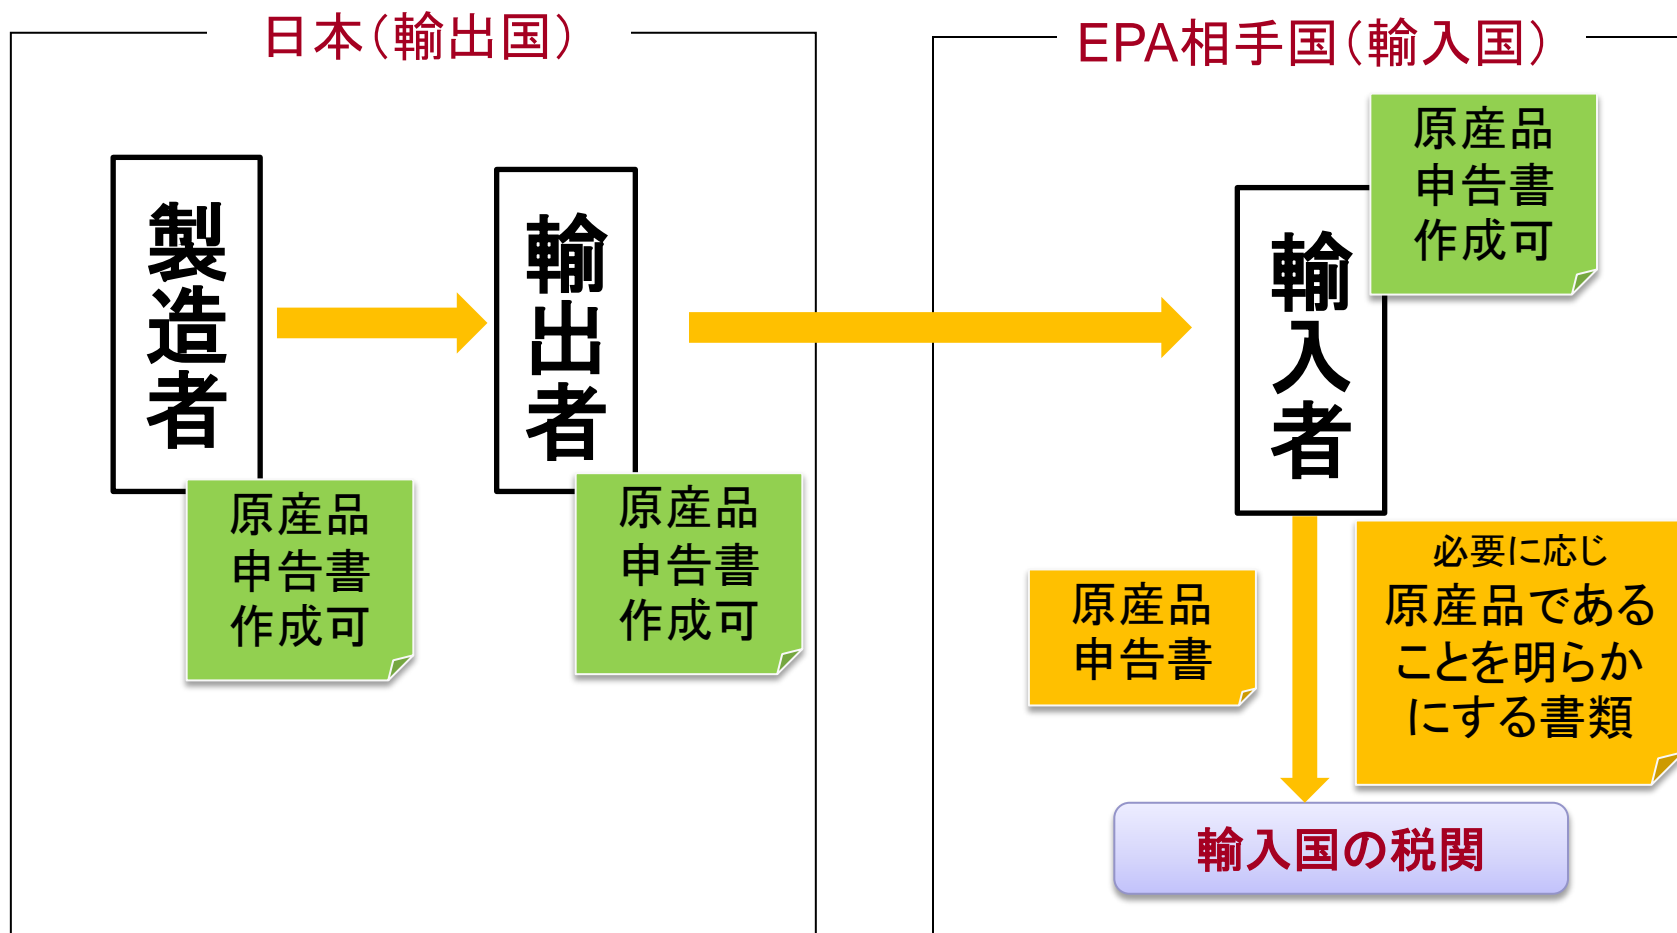 日本（輸出国）
製造者
原産品
申告書
作成可
輸出者
原産品
申告書
作成可
EPA相手国（輸入国）
原産品
申告書
作成可
輸入者
原産品
申告書
必要に応じ
原産品である
ことを明らか
にする書類
輸入国の税関